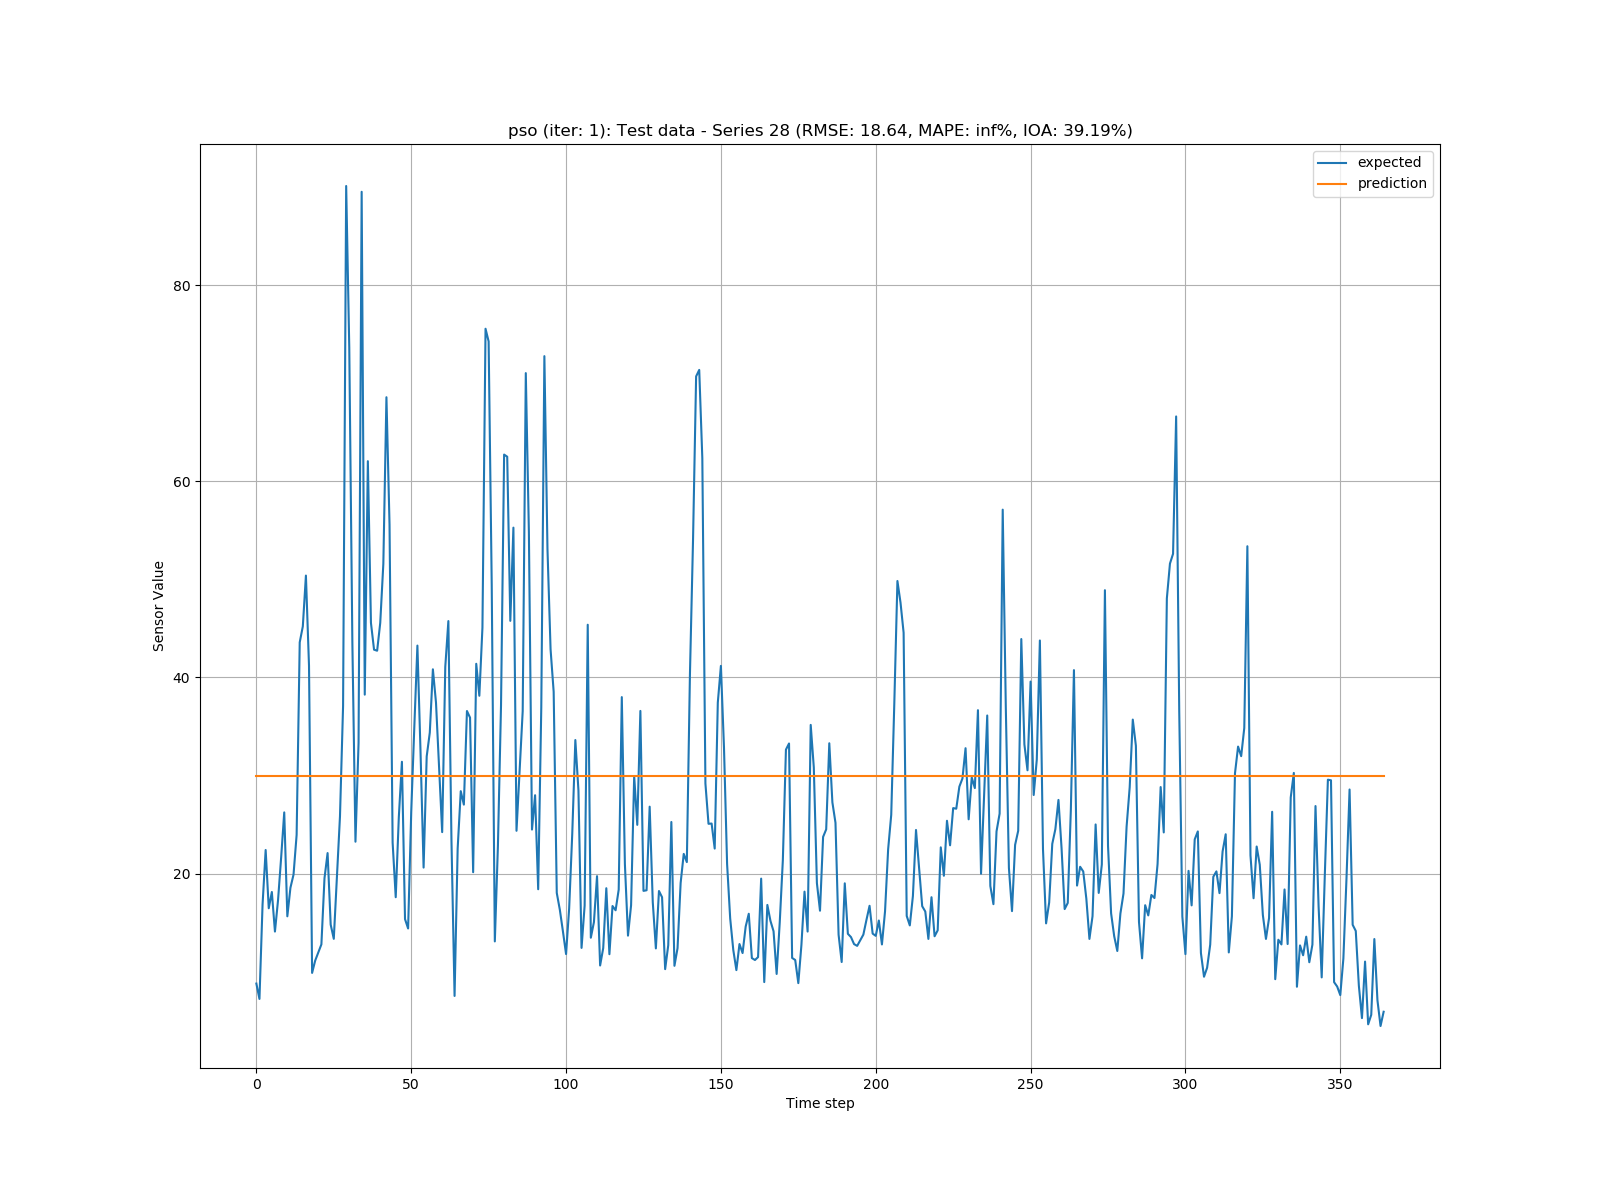 pso (iter: 1): Test data - Series 28 (RMSE: 18.64, MAPE: inf%, IOA: 39.19%)
expected
prediction
80
60
40
20
Sensor Value
0 50 100 150 200 250 300 350
Time step